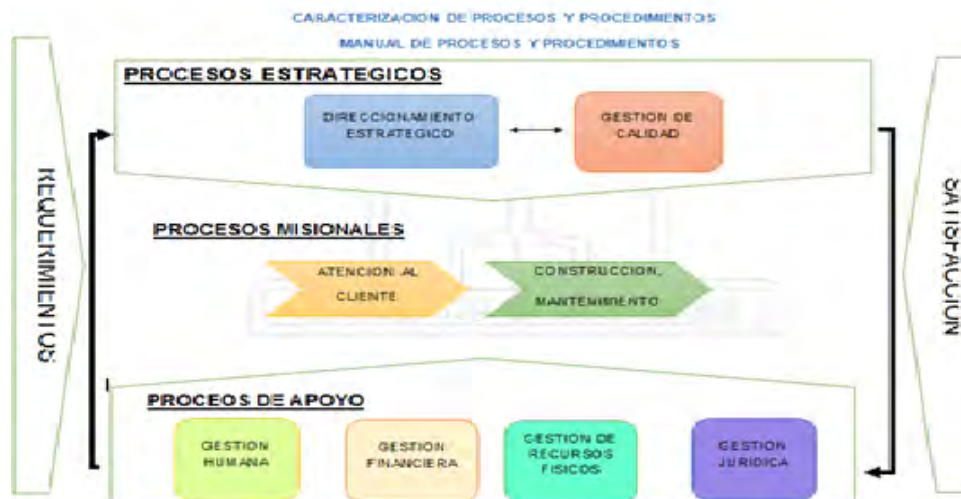 CARACTERIZACION DE PROCESOS Y PROCEDIMIENTOS
MANUAL DE PROCESOS Y PROCEDIMIENTOS
PROCESOS ESTRATEGICOS
DIRECCIONAMIENTO
ESTRATEGICO
GESTION DE
CALIDAD
REQUERIMIENTOS
SATISFACCION
PROCESOS MISIONALES
ATENCION AL
CLIENTE
CONSTRUCCION,
MANTENIMIENTO
PROCEOS DE APOYO
GESTION
HUMANA
GESTION
FINANCIERA
GESTION DE
RECURSOS
FISICOS
GESTION
JURIDICA